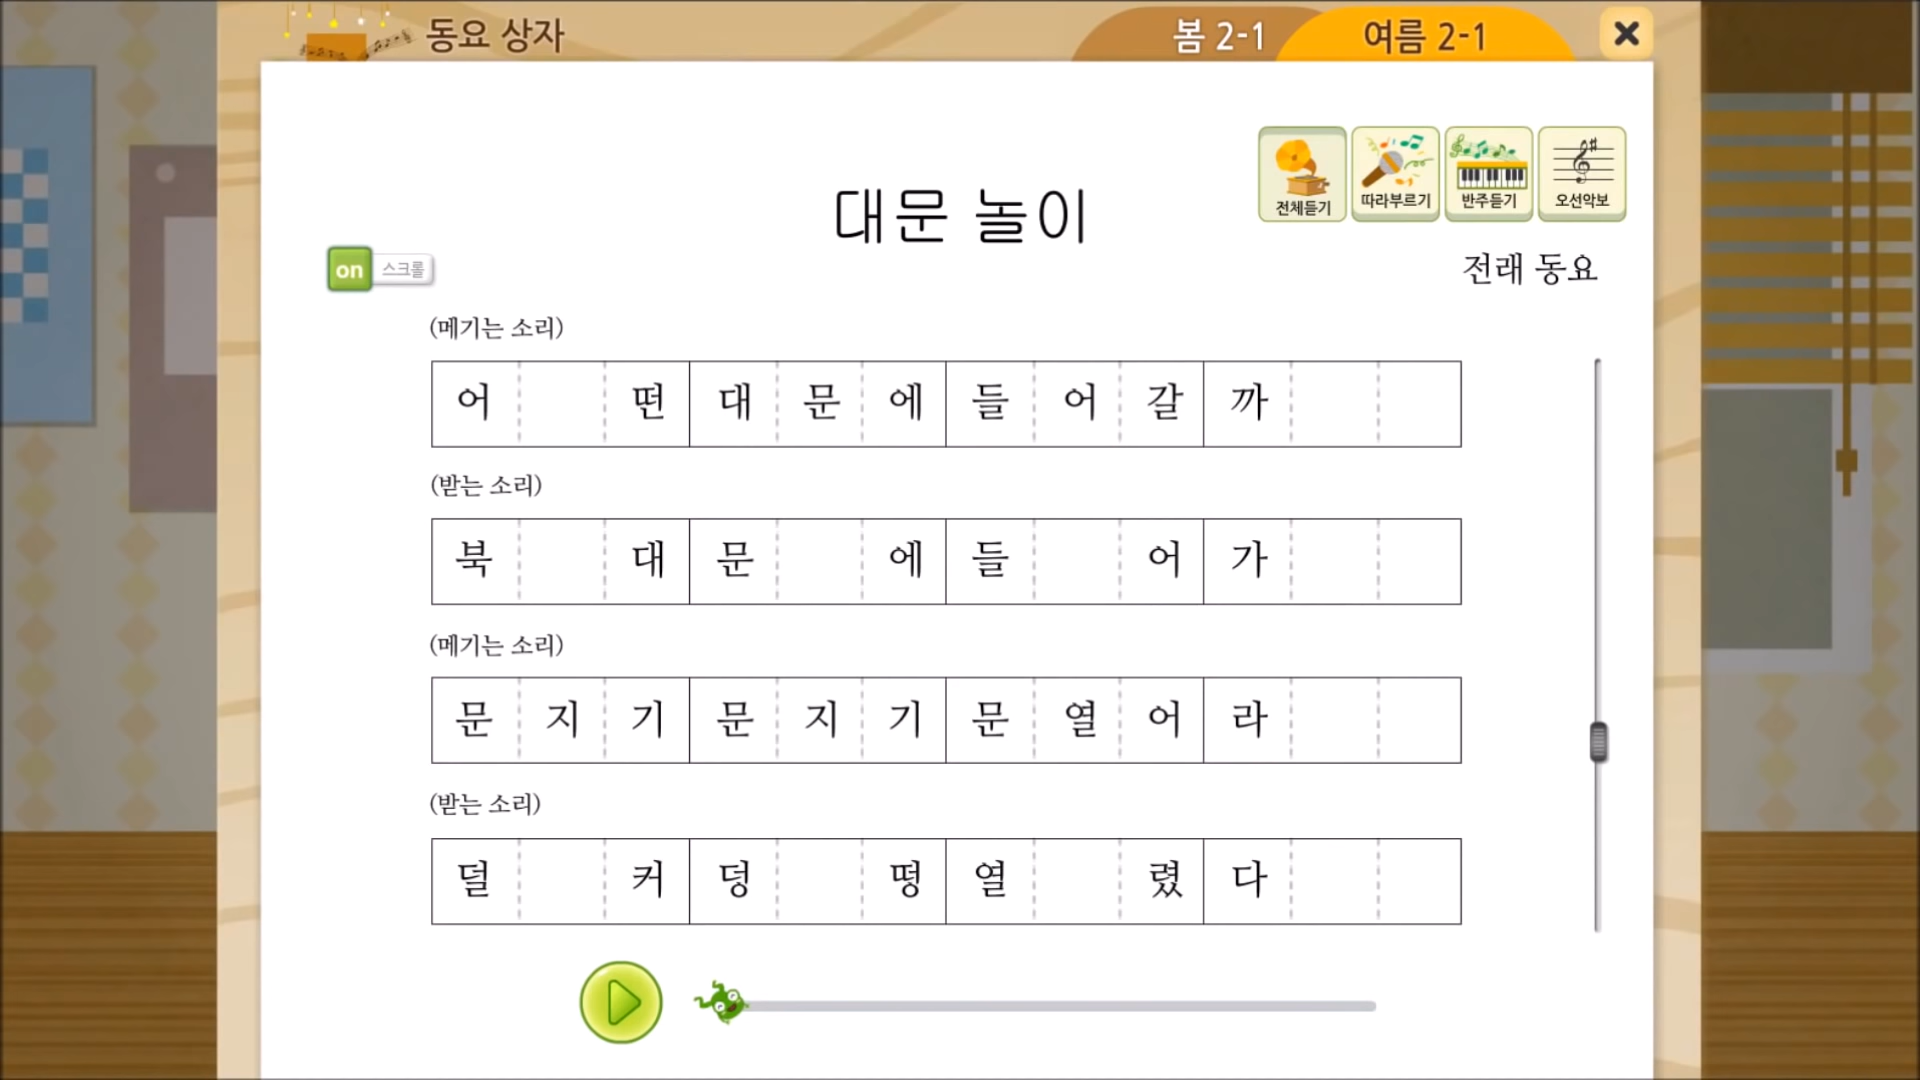 동요 상자
봄 2-1
여름 2-1
전체듣기
따라부르기
반주듣기
오선악보
대문 놀이
on 스크롤
전래 동요
(메기는 소리)
어 떤 대 문 에 들 어 갈 까
(받는 소리)
북 대 문 에 들 어 가
(메기는 소리)
문 지 기 문 지 기 문 열 어 라
(받는 소리)
덜 커 덩 떵 열 렸 다